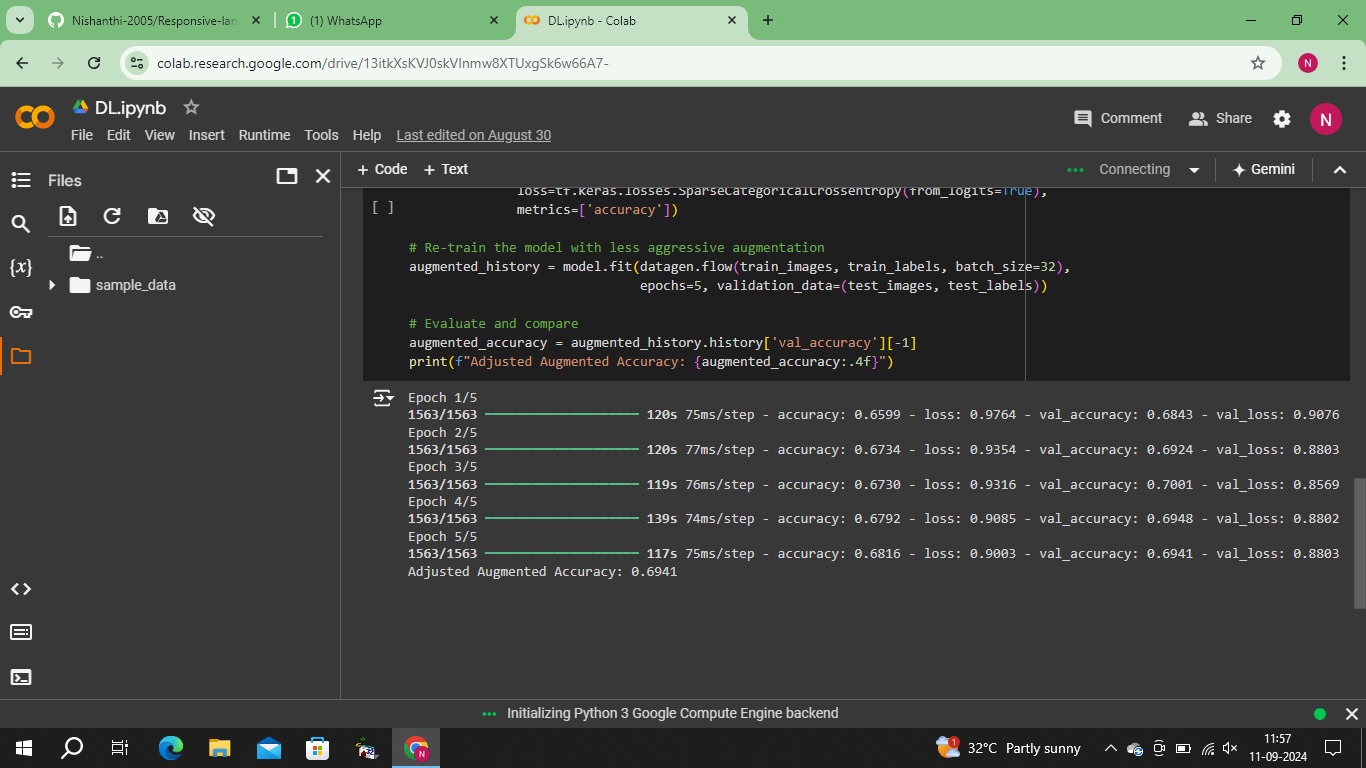 Nishanthi-2005/Responsive-lan
(1) WhatsApp
DL.ipynb - Colab
colab.research.google.com/drive/13itkXsKVJ0skVInmw8XTUxgSk6w66A7-
N
DL.ipynb
File Edit View Insert Runtime Tools Help Last edited on August 30
Comment Share N
Files
+ Code + Text
Connecting
Gemini
..
sample_data
{x}
loss=tf.keras.losses.SparseCategoricalCrossentropy(from_logits=True),
[ ] metrics=['accuracy'])
# Re-train the model with less aggressive augmentation
augmented_history = model.fit(datagen.flow(train_images, train_labels, batch_size=32),
epochs=5, validation_data=(test_images, test_labels))
# Evaluate and compare
augmented_accuracy = augmented_history.history['val_accuracy'][-1]
print(f"Adjusted Augmented Accuracy: {augmented_accuracy:.4f}")
Epoch 1/5
1563/1563 120s 75ms/step - accuracy: 0.6599 - loss: 0.9764 - val_accuracy: 0.6843 - val_loss: 0.9076
Epoch 2/5
1563/1563 120s 77ms/step - accuracy: 0.6734 - loss: 0.9354 - val_accuracy: 0.6924 - val_loss: 0.8803
Epoch 3/5
1563/1563 119s 76ms/step - accuracy: 0.6730 - loss: 0.9316 - val_accuracy: 0.7001 - val_loss: 0.8569
Epoch 4/5
1563/1563 139s 74ms/step - accuracy: 0.6792 - loss: 0.9085 - val_accuracy: 0.6948 - val_loss: 0.8802
Epoch 5/5
1563/1563 117s 75ms/step - accuracy: 0.6816 - loss: 0.9003 - val_accuracy: 0.6941 - val_loss: 0.8803
Adjusted Augmented Accuracy: 0.6941
Initializing Python 3 Google Compute Engine backend
32°C Partly sunny
11:57
11-09-2024